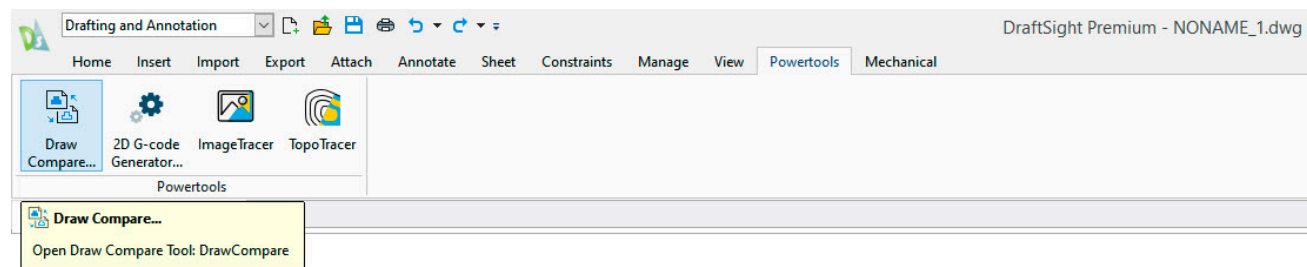 Drafting and Annotation
DraftSight Premium - NONAME_1.dwg
Home Insert Import Export Attach Annotate Sheet Constraints Manage View Powertools Mechanical
Draw 2D G-code ImageTracer TopoTracer
Compare... Generator...
Powertools
Draw Compare...
Open Draw Compare Tool: DrawCompare